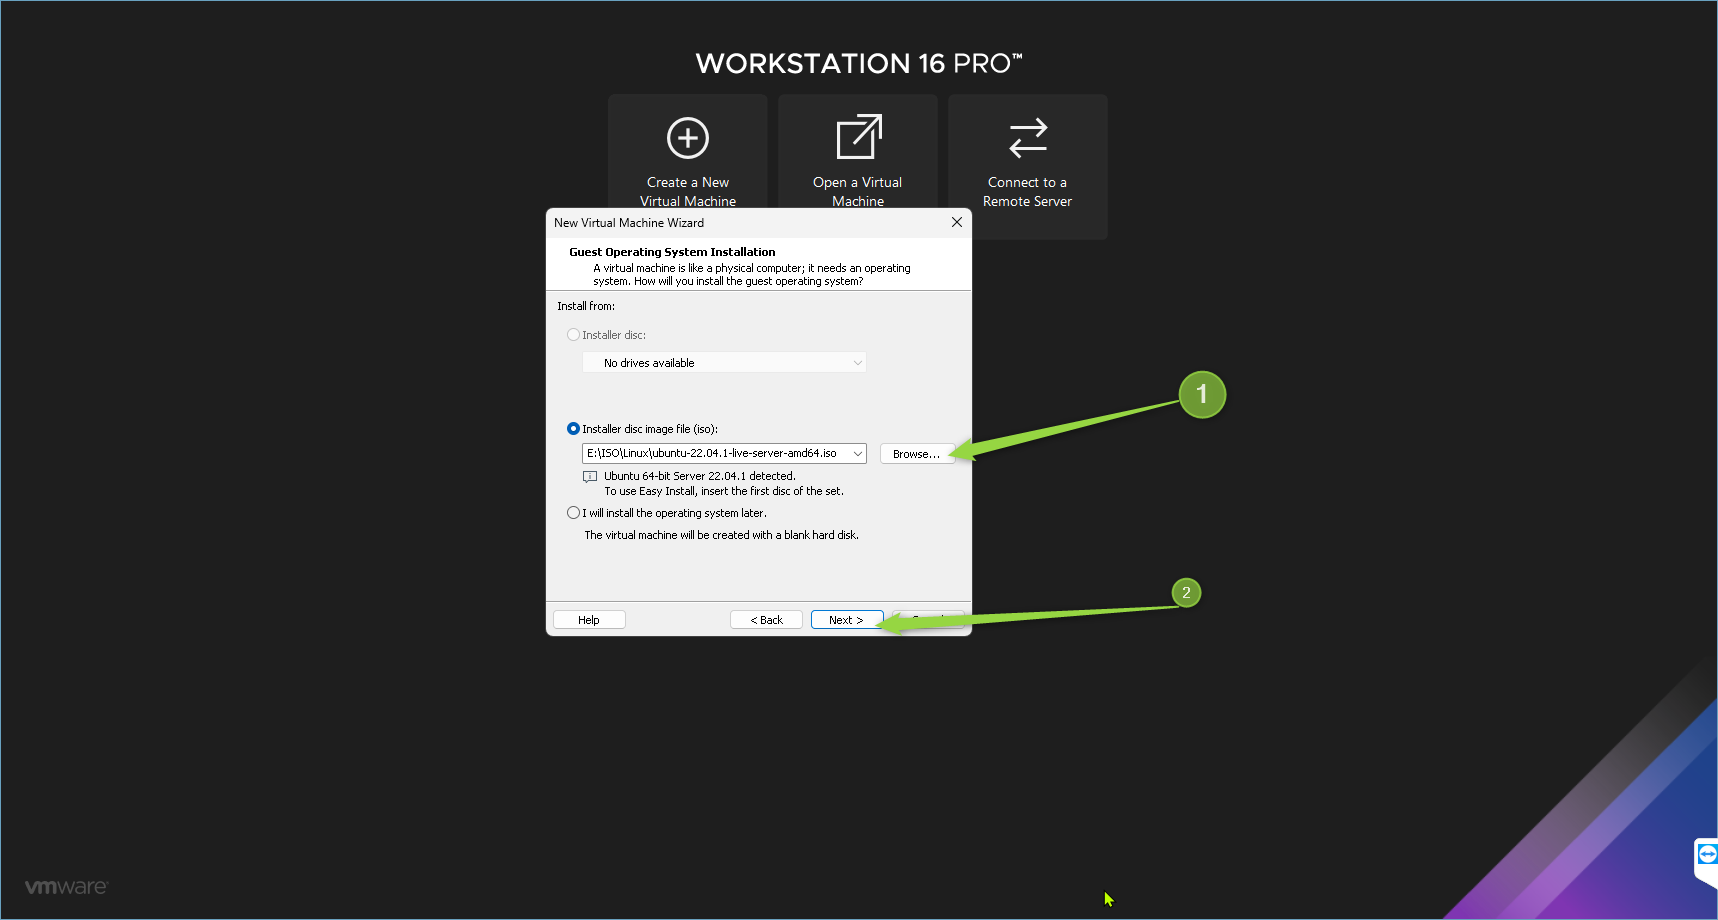 WORKSTATION 16 PRO™
Create a New
Virtual Machine
Open a Virtual
Machine
Connect to a
Remote Server
New Virtual Machine Wizard
Guest Operating System Installation
A virtual machine is like a physical computer; it needs an operating
system. How will you install the guest operating system?
Install from:
Installer disc:
No drives available
1
Installer disc image file (iso):
E:\ISO\Linux\ubuntu-22.04.1-live-server-amd64.iso
Browse...
Ubuntu 64-bit Server 22.04.1 detected.
To use Easy Install, insert the first disc of the set.
I will install the operating system later.
The virtual machine will be created with a blank hard disk.
2
Help
< Back
Next >
vmware